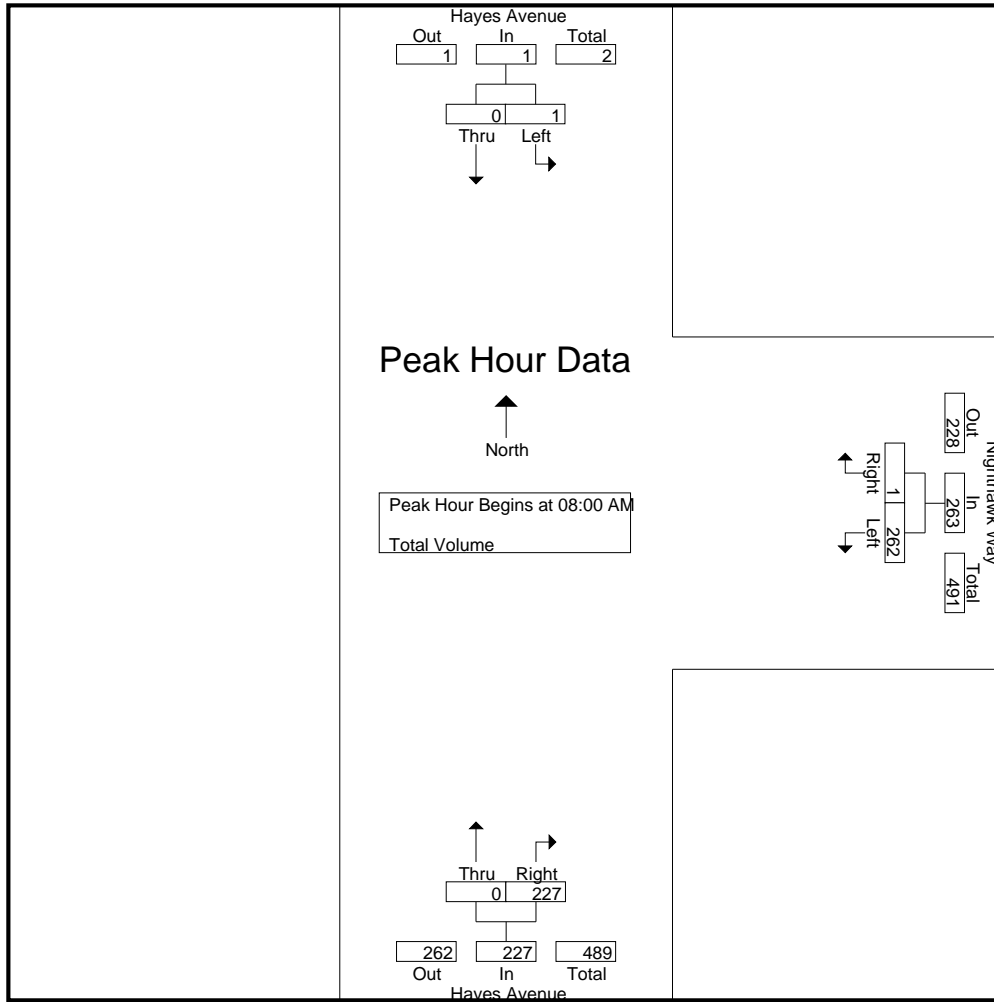 Hayes Avenue
Out In Total
1 1 2
0 1
Thru Left
Peak Hour Data
North
Peak Hour Begins at 08:00 AM
Total Volume
Nighthawk Way
Out In Total
228 263 491
1 262
Right Left
Thru Right
0 227
262 227 489
Out In Total
Hayes Avenue